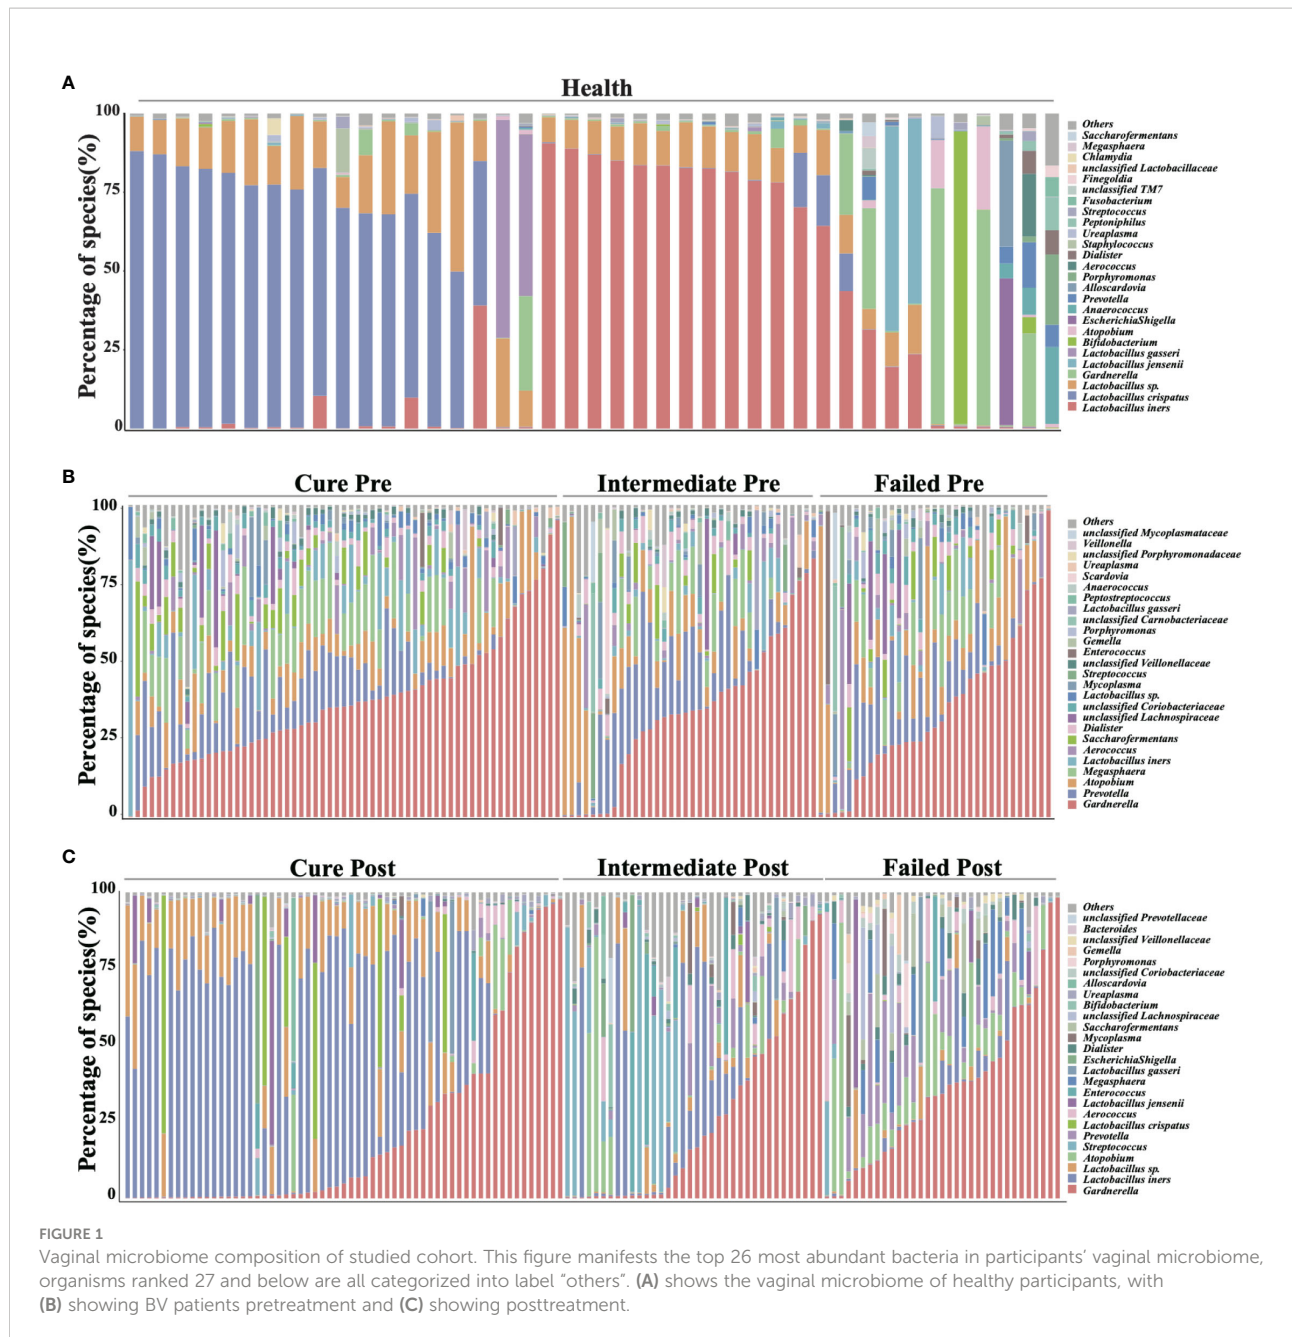 A
Health
Percentage of species(%)
100
75
50
25
0
Others
Saccharofermentans
Megasphaera
Chlamydia
unclassified Lactobacillaceae
Finegoldia
unclassified TM7
Fusobacterium
Streptococcus
Peptoniphilus
Ureaplasma
Staphylococcus
Dialister
Aerococcus
Porphyromonas
Alloscardovia
Prevotella
Anaerococcus
EscherichiaShigella
Atopobium
Bifidobacterium
Lactobacillus gasseri
Lactobacillus jensenii
Gardnerella
Lactobacillus sp.
Lactobacillus crispatus
Lactobacillus iners
B
Cure Pre
Intermediate Pre
Failed Pre
Percentage of species(%)
100
75
50
25
0
Others
unclassified Mycoplasmataceae
Veillonella
unclassified Porphyromonadaceae
Ureaplasma
Scardovia
Anaerococcus
Peptostreptococcus
Lactobacillus gasseri
unclassified Carnobacteriaceae
Porphyromonas
Gemella
Enterococcus
unclassified Veillonellaceae
Streptococcus
Mycoplasma
Lactobacillus sp.
unclassified Coriobacteriaceae
unclassified Lachnospiraceae
Dialister
Saccharofermentans
Aerococcus
Lactobacillus iners
Megasphaera
Atopobium
Prevotella
Gardnerella
C
Cure Post
Intermediate Post
Failed Post
Percentage of species(%)
100
75
50
25
0
Others
unclassified Prevotellaceae
Bacteroides
unclassified Veillonellaceae
Gemella
Porphyromonas
unclassified Coriobacteriaceae
Alloscardovia
Ureaplasma
Bifidobacterium
unclassified Lachnospiraceae
Saccharofermentans
Mycoplasma
Dialister
EscherichiaShigella
Lactobacillus gasseri
Megasphaera
Enterococcus
Lactobacillus jensenii
Aerococcus
Lactobacillus crispatus
Prevotella
Streptococcus
Atopobium
Lactobacillus sp.
Lactobacillus iners
Gardnerella
FIGURE 1
Vaginal microbiome composition of studied cohort. This figure manifests the top 26 most abundant bacteria in participants’ vaginal microbiome,
organisms ranked 27 and below are all categorized into label “others”. (A) shows the vaginal microbiome of healthy participants, with
(B) showing BV patients pretreatment and (C) showing posttreatment.